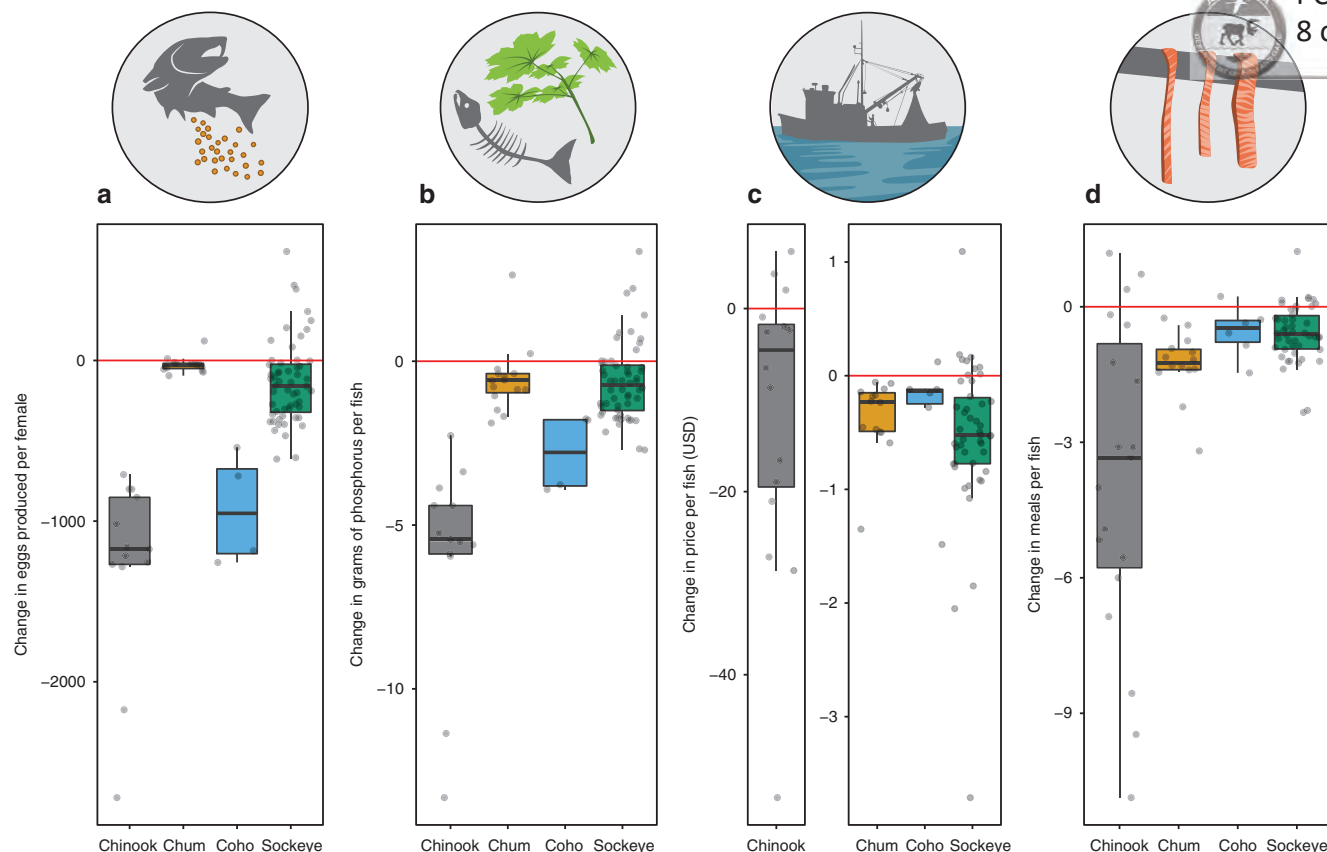 8
a
b
c
d
Change in eggs produced per female
0
−1000
−2000
Chinook Chum Coho Sockeye
Change in grams of phosphorus per fish
0
−5
−10
Chinook Chum Coho Sockeye
Change in price per fish (USD)
0
−20
−40
Chinook
1
0
−1
−2
−3
Chum Coho Sockeye
Change in meals per fish
0
−3
−6
−9
Chinook Chum Coho Sockeye